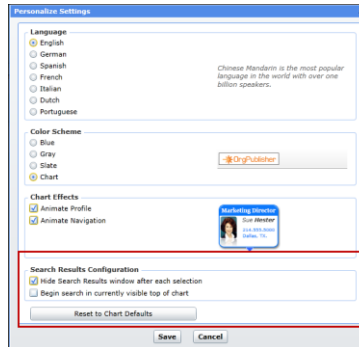 Personalize Settings
Language
English
German
Spanish
French
Italian
Dutch
Portuguese
Chinese Mandarin is the most popular
language in the world with over one
billion speakers.
Color Scheme
Blue
Gray
Slate
Chart
OrgPublisher
Chart Effects
Animate Profile
Animate Navigation
Marketing Director
Sue Hester
Dallas, TX.
Search Results Configuration
Hide Search Results window after each selection
Begin search in currently visible top of chart
Reset to Chart Defaults
Save
Cancel